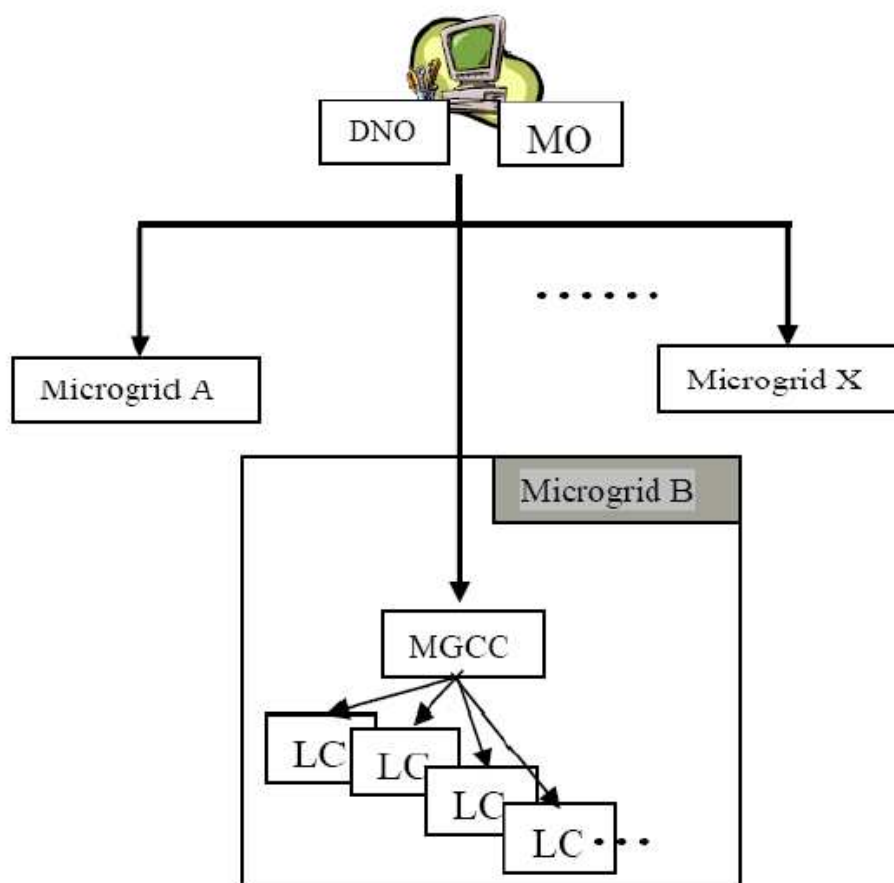 DNO
MO
......
Microgrid A
Microgrid X
Microgrid B
MGCC
LC
LC
LC
LC ....